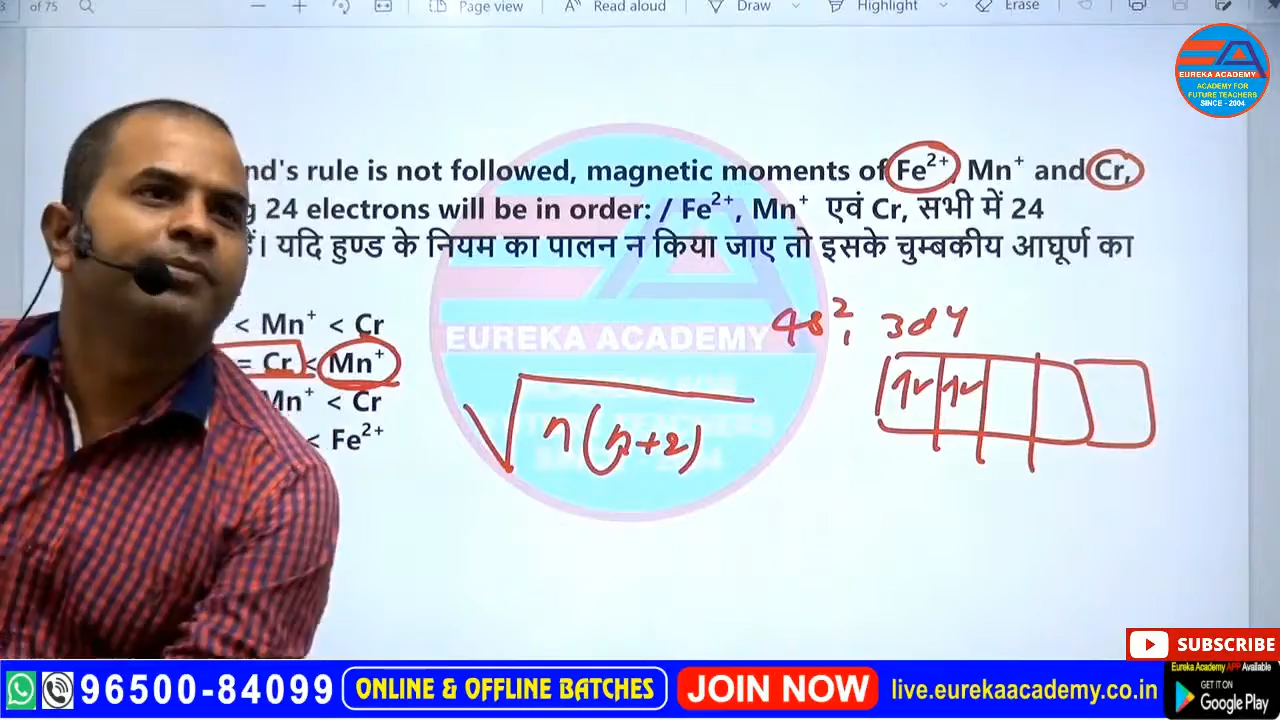 of 75 Page view Read aloud Draw Highlight Erase
EUREKA ACADEMY
ACADEMY FOR
FUTURE TEACHERS
SINCE - 2004
nd's rule is not followed, magnetic moments of Fe²⁺, Mn⁺ and Cr,
24 electrons will be in order: / Fe²⁺, Mn⁺ एवं Cr, सभी में 24
। यदि हुण्ड के नियम का पालन न किया जाए तो इसके चुम्बकीय आघूर्ण का
< Mn⁺ < Cr
= Cr < Mn⁺
Mn⁺ < Cr
< Fe²⁺
EUREKA ACADEMY
4s², 3d4
√n(n+2)
1൜ 1൜
SUBSCRIBE
96500-84099 ONLINE & OFFLINE BATCHES JOIN NOW live.eurekaacademy.co.in
Eureka Academy APP Available
GET IT ON
Google Play